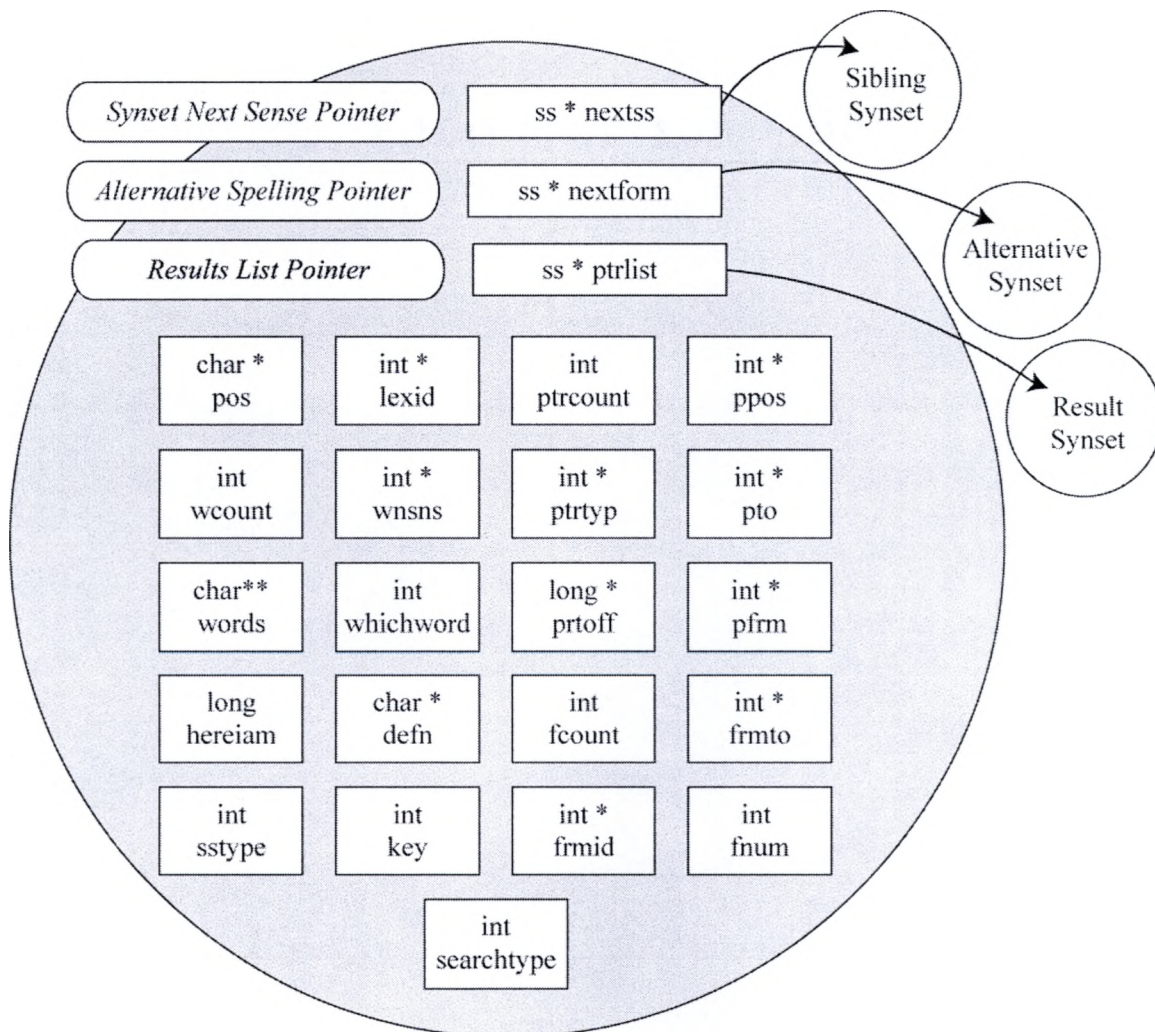 Synset Next Sense Pointer
ss * nextss
Sibling
Synset
Alternative Spelling Pointer
ss * nextform
Alternative
Synset
Results List Pointer
ss * ptrlist
Result
Synset
char *
pos
int *
lexid
int
ptrcount
int *
ppos
int
wcount
int *
wnsns
int *
ptrtyp
int *
pto
char**
words
int
whichword
long *
prtoff
int *
pfrm
long
hereiam
char *
defn
int
fcount
int *
frmto
int
sstype
int
key
int *
frmid
int
fnum
int
searchtype